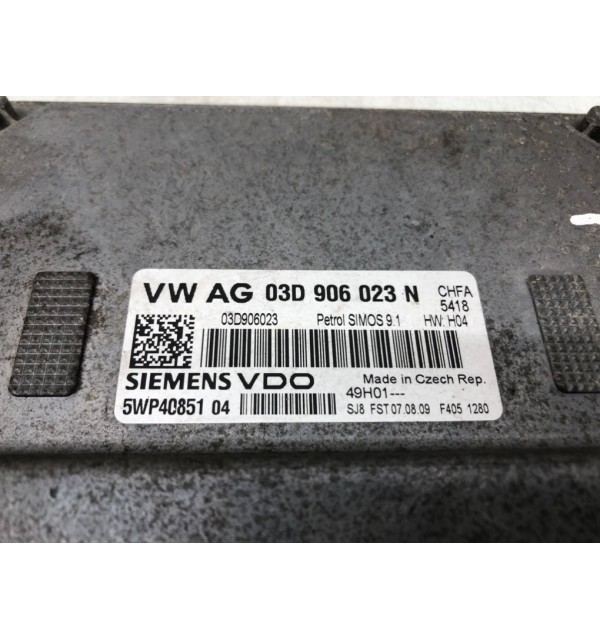 VW AG 03D 906 023 N CHFA
5418
03D906023 Petrol SIMOS 9.1 HW: H04
SIEMENS VDO Made in Czech Rep.
49H01---
5WP40851 04 SJ8 FST 07.08.09 F405 1280